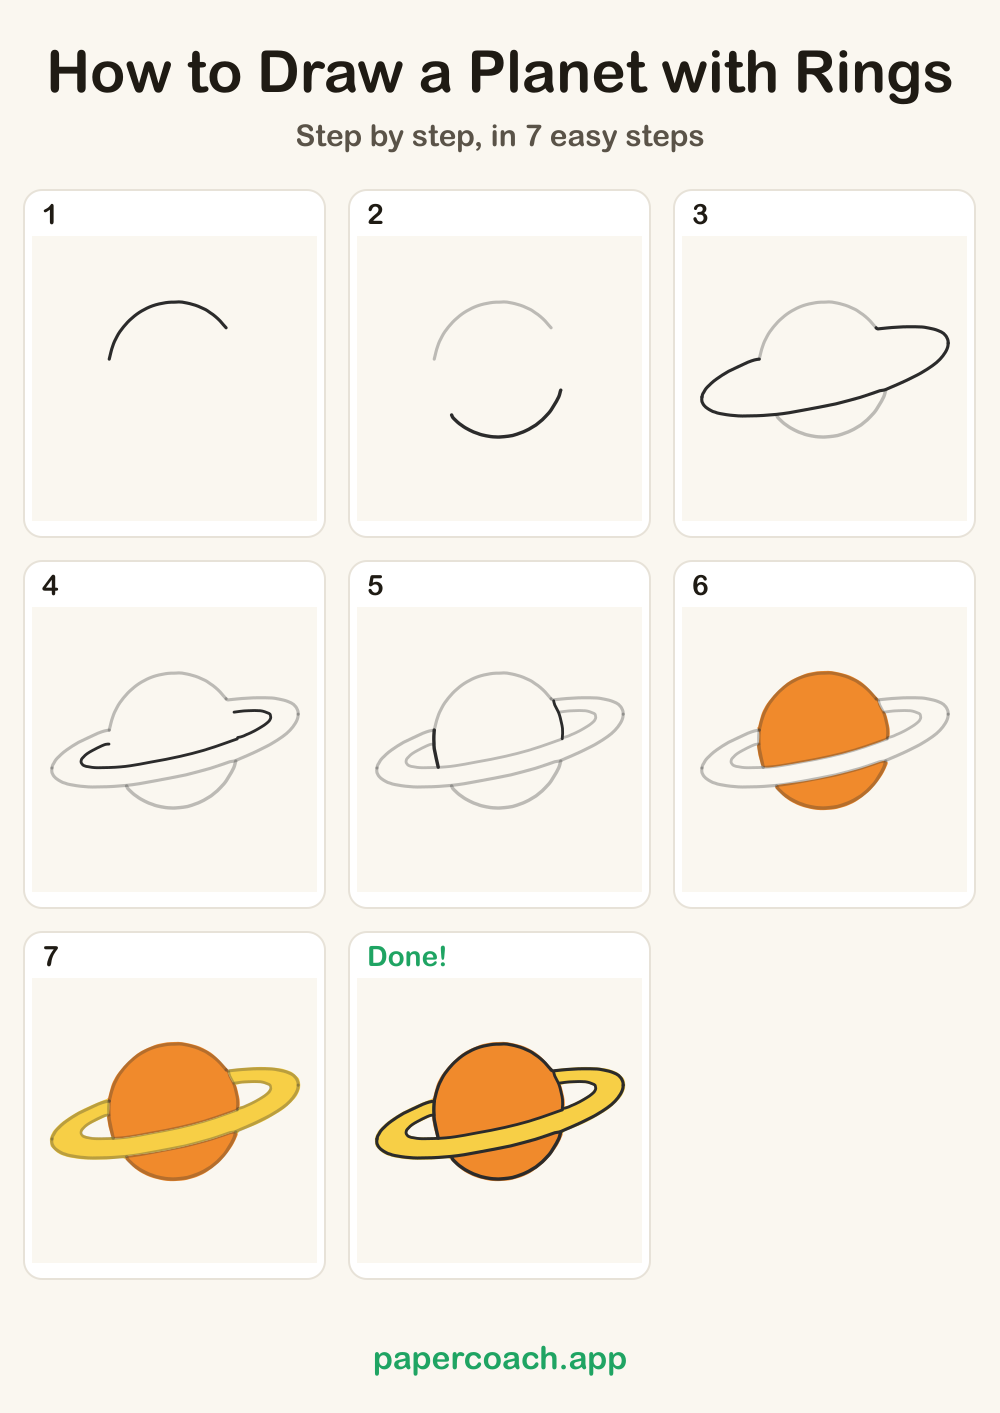 How to Draw a Planet with Rings
Step by step, in 7 easy steps
1
2
3
4
5
6
7
Done!
papercoach.app